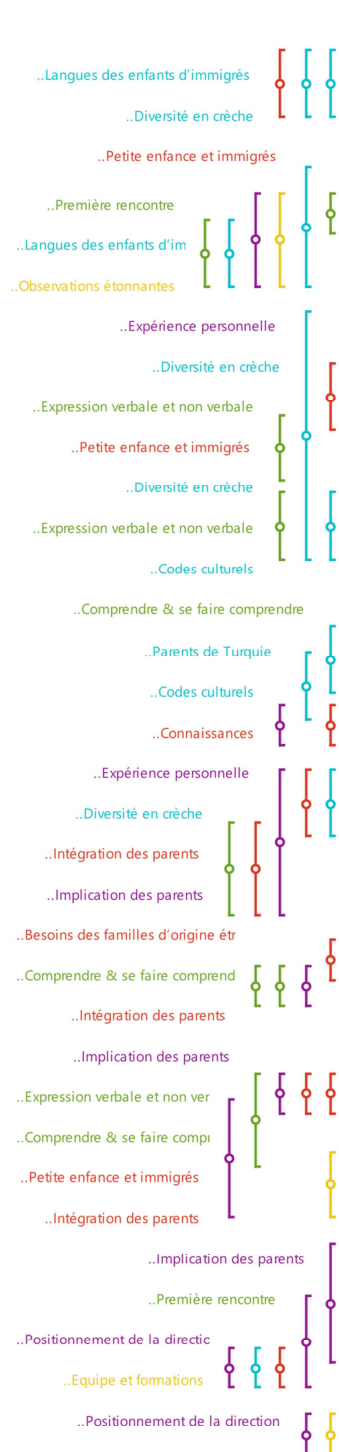 ..Langues des enfants d'immigrés
..Diversité en crèche
..Petite enfance et immigrés
..Première rencontre
..Langues des enfants d'im
..Observations étonnantes
..Expérience personnelle
..Diversité en crèche
..Expression verbale et non verbale
..Petite enfance et immigrés
..Diversité en crèche
..Expression verbale et non verbale
..Codes culturels
..Comprendre & se faire comprendre
..Parents de Turquie
..Codes culturels
..Connaissances
..Expérience personnelle
..Diversité en crèche
..Intégration des parents
..Implication des parents
..Besoins des familles d'origine étr
..Comprendre & se faire comprend
..Intégration des parents
..Implication des parents
..Expression verbale et non ver
..Comprendre & se faire compr
..Petite enfance et immigrés
..Intégration des parents
..Implication des parents
..Première rencontre
..Positionnement de la directic
..Equipe et formations
..Positionnement de la direction